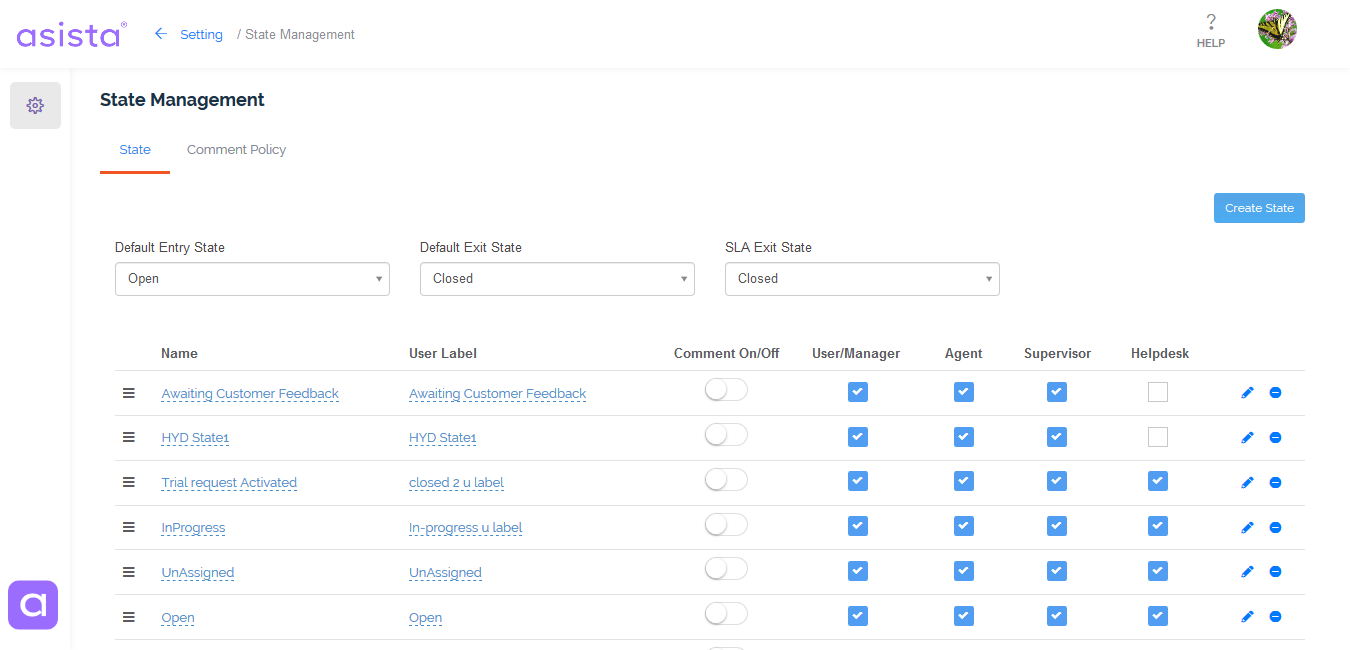 asista®
Setting / State Management
?
HELP
State Management
State Comment Policy
Create State
Default Entry State Default Exit State SLA Exit State
Open Closed Closed
Name User Label Comment On/Off User/Manager Agent Supervisor Helpdesk
Awaiting Customer Feedback Awaiting Customer Feedback
HYD State1 HYD State1
Trial request Activated closed 2 u label
InProgress In-progress u label
UnAssigned UnAssigned
Open Open
a